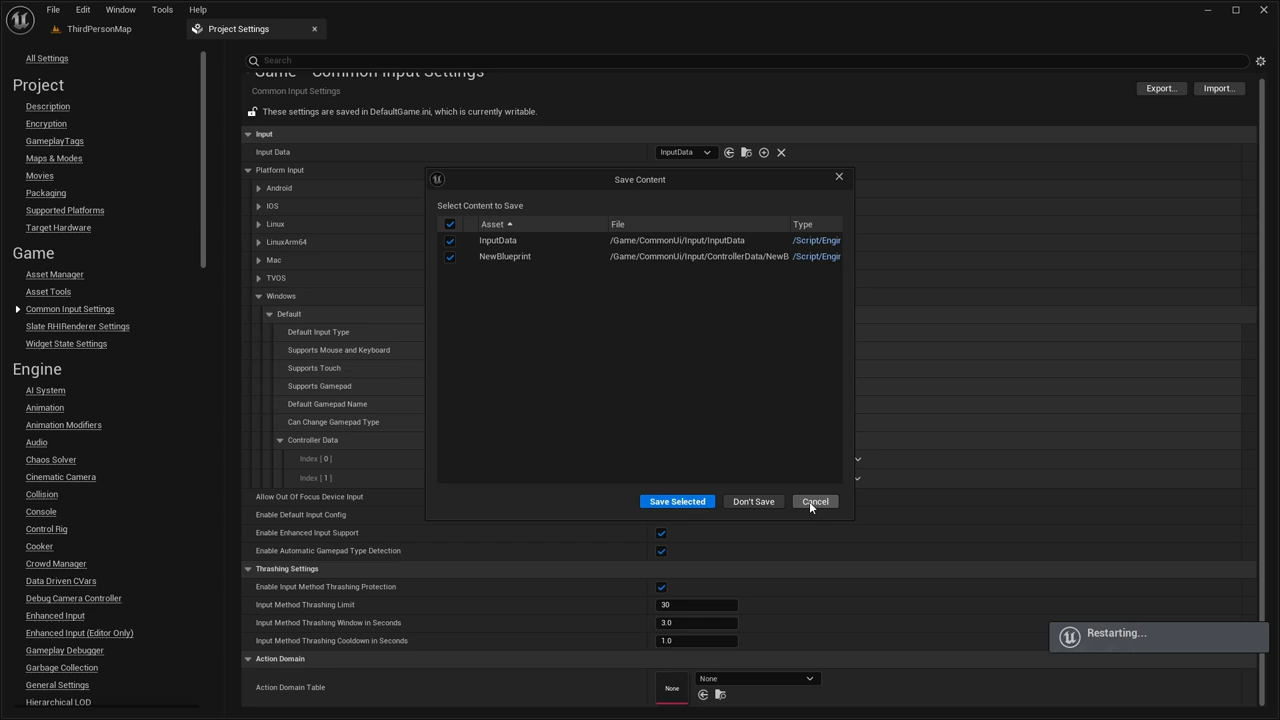 File Edit Window Tools Help
ThirdPersonMap
Project Settings
All Settings
Project
Description
Encryption
GameplayTags
Maps & Modes
Movies
Packaging
Supported Platforms
Target Hardware
Game
Asset Manager
Asset Tools
Common Input Settings
Slate RHIRenderer Settings
Widget State Settings
Engine
AI System
Animation
Animation Modifiers
Audio
Chaos Solver
Cinematic Camera
Collision
Console
Control Rig
Cooker
Crowd Manager
Data Driven CVars
Debug Camera Controller
Enhanced Input
Enhanced Input (Editor Only)
Gameplay Debugger
Garbage Collection
General Settings
Hierarchical LOD
Search
Game - Common Input Settings
Common Input Settings
Export...
Import...
These settings are saved in DefaultGame.ini, which is currently writable.
Input
Input Data
InputData
Platform Input
Android
IOS
Linux
LinuxArm64
Mac
TVOS
Windows
Default
Default Input Type
Supports Mouse and Keyboard
Supports Touch
Supports Gamepad
Default Gamepad Name
Can Change Gamepad Type
Controller Data
Index [ 0 ]
Index [ 1 ]
Allow Out Of Focus Device Input
Enable Default Input Config
Enable Enhanced Input Support
Enable Automatic Gamepad Type Detection
Thrashing Settings
Enable Input Method Thrashing Protection
Input Method Thrashing Limit
30
Input Method Thrashing Window in Seconds
3.0
Input Method Thrashing Cooldown in Seconds
1.0
Action Domain
Action Domain Table
None
None
Save Content
Select Content to Save
Asset File Type
InputData /Game/CommonUi/Input/InputData /Script/Engir
NewBlueprint /Game/CommonUi/Input/ControllerData/NewB /Script/Engir
Save Selected
Don't Save
Cancel
Restarting...